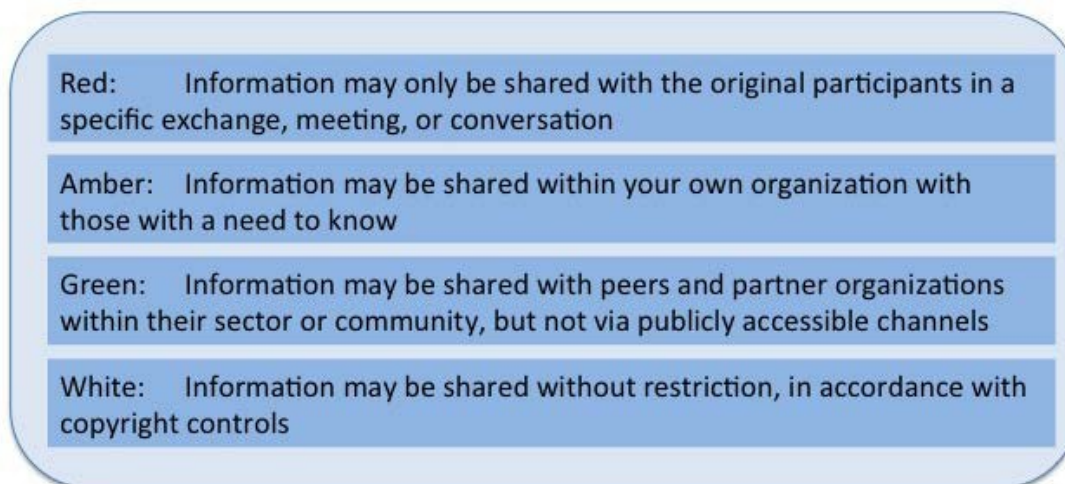 Red: Information may only be shared with the original participants in a
specific exchange, meeting, or conversation
Amber: Information may be shared within your own organization with
those with a need to know
Green: Information may be shared with peers and partner organizations
within their sector or community, but not via publicly accessible channels
White: Information may be shared without restriction, in accordance with
copyright controls